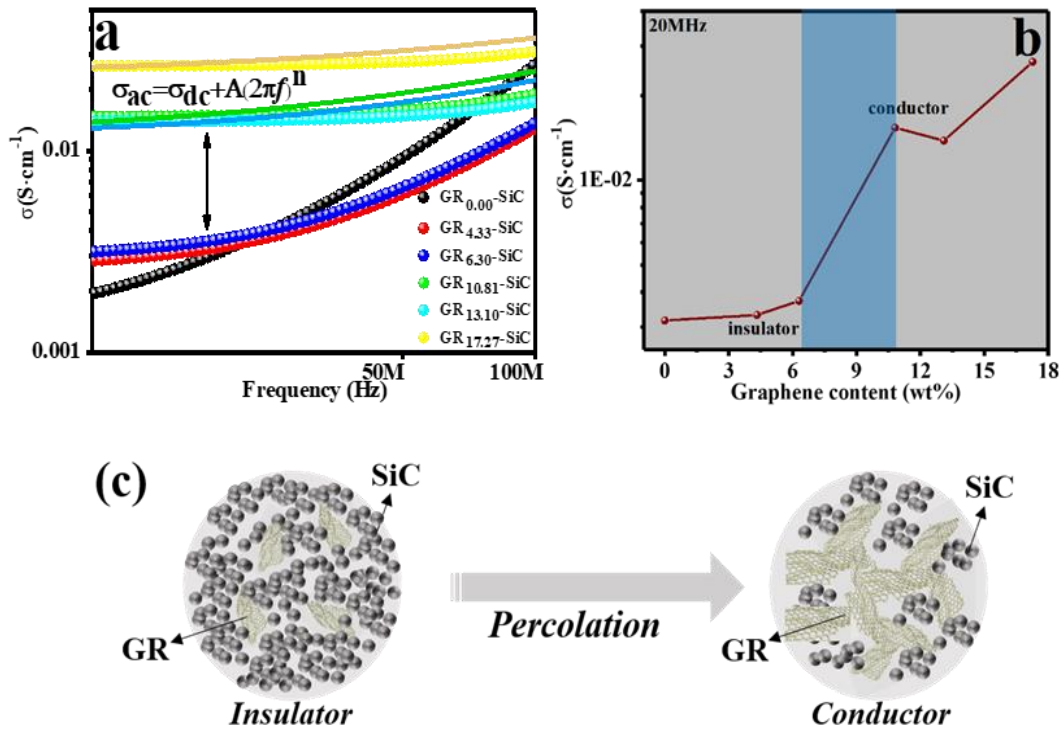 a
σac=σdc+A(2πf)^n
σ(S·cm⁻¹)
0.01
0.001
GR0.00-SiC
GR4.33-SiC
GR6.30-SiC
GR10.81-SiC
GR13.10-SiC
GR17.27-SiC
50M
100M
Frequency (Hz)
20MHz
b
conductor
σ(S·cm⁻¹)
1E-02
insulator
0 3 6 9 12 15 18
Graphene content (wt%)
(c)
SiC
GR
Insulator
Percolation
SiC
GR
Conductor